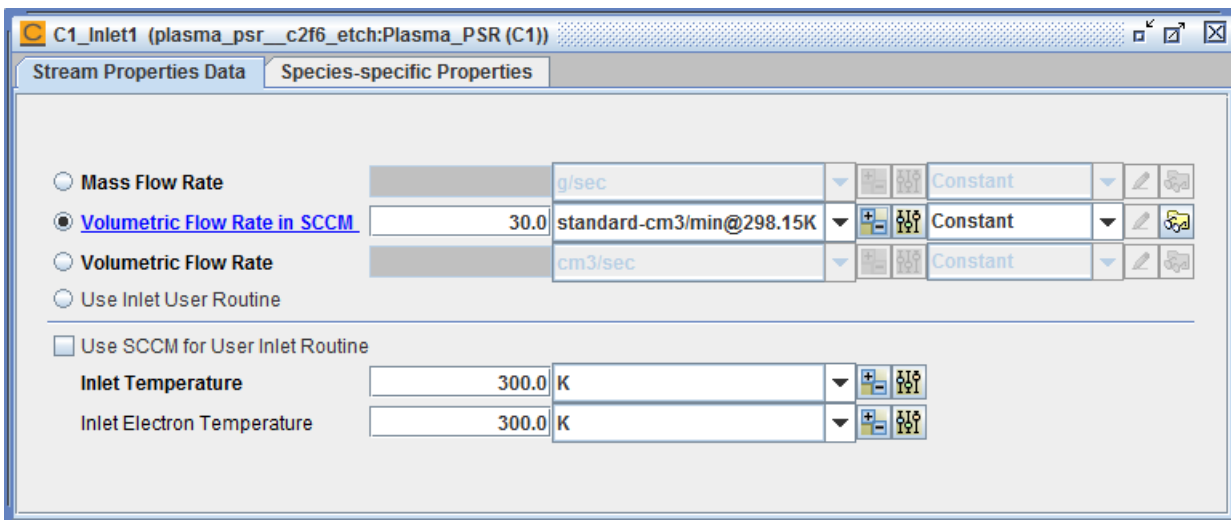 C1_Inlet1 (plasma_psr__c2f6_etch:Plasma_PSR (C1))
Stream Properties Data Species-specific Properties
Mass Flow Rate g/sec Constant
Volumetric Flow Rate in SCCM 30.0 standard-cm3/min@298.15K Constant
Volumetric Flow Rate cm3/sec Constant
Use Inlet User Routine
Use SCCM for User Inlet Routine
Inlet Temperature 300.0 K
Inlet Electron Temperature 300.0 K